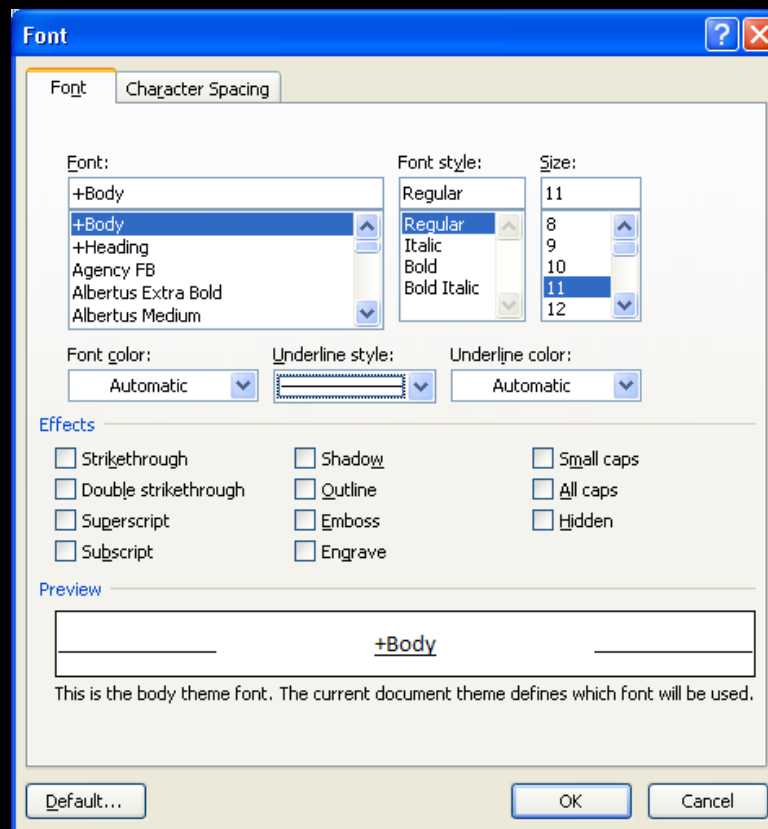 Font
Font Character Spacing
Font: Font style: Size:
+Body Regular 11
+Body Regular 8
+Heading Italic 9
Agency FB Bold 10
Albertus Extra Bold Bold Italic 11
Albertus Medium 12
Font color: Underline style: Underline color:
Automatic Automatic
Effects
Strikethrough Shadow Small caps
Double strikethrough Outline All caps
Superscript Emboss Hidden
Subscript Engrave
Preview
+Body
This is the body theme font. The current document theme defines which font will be used.
Default... OK Cancel